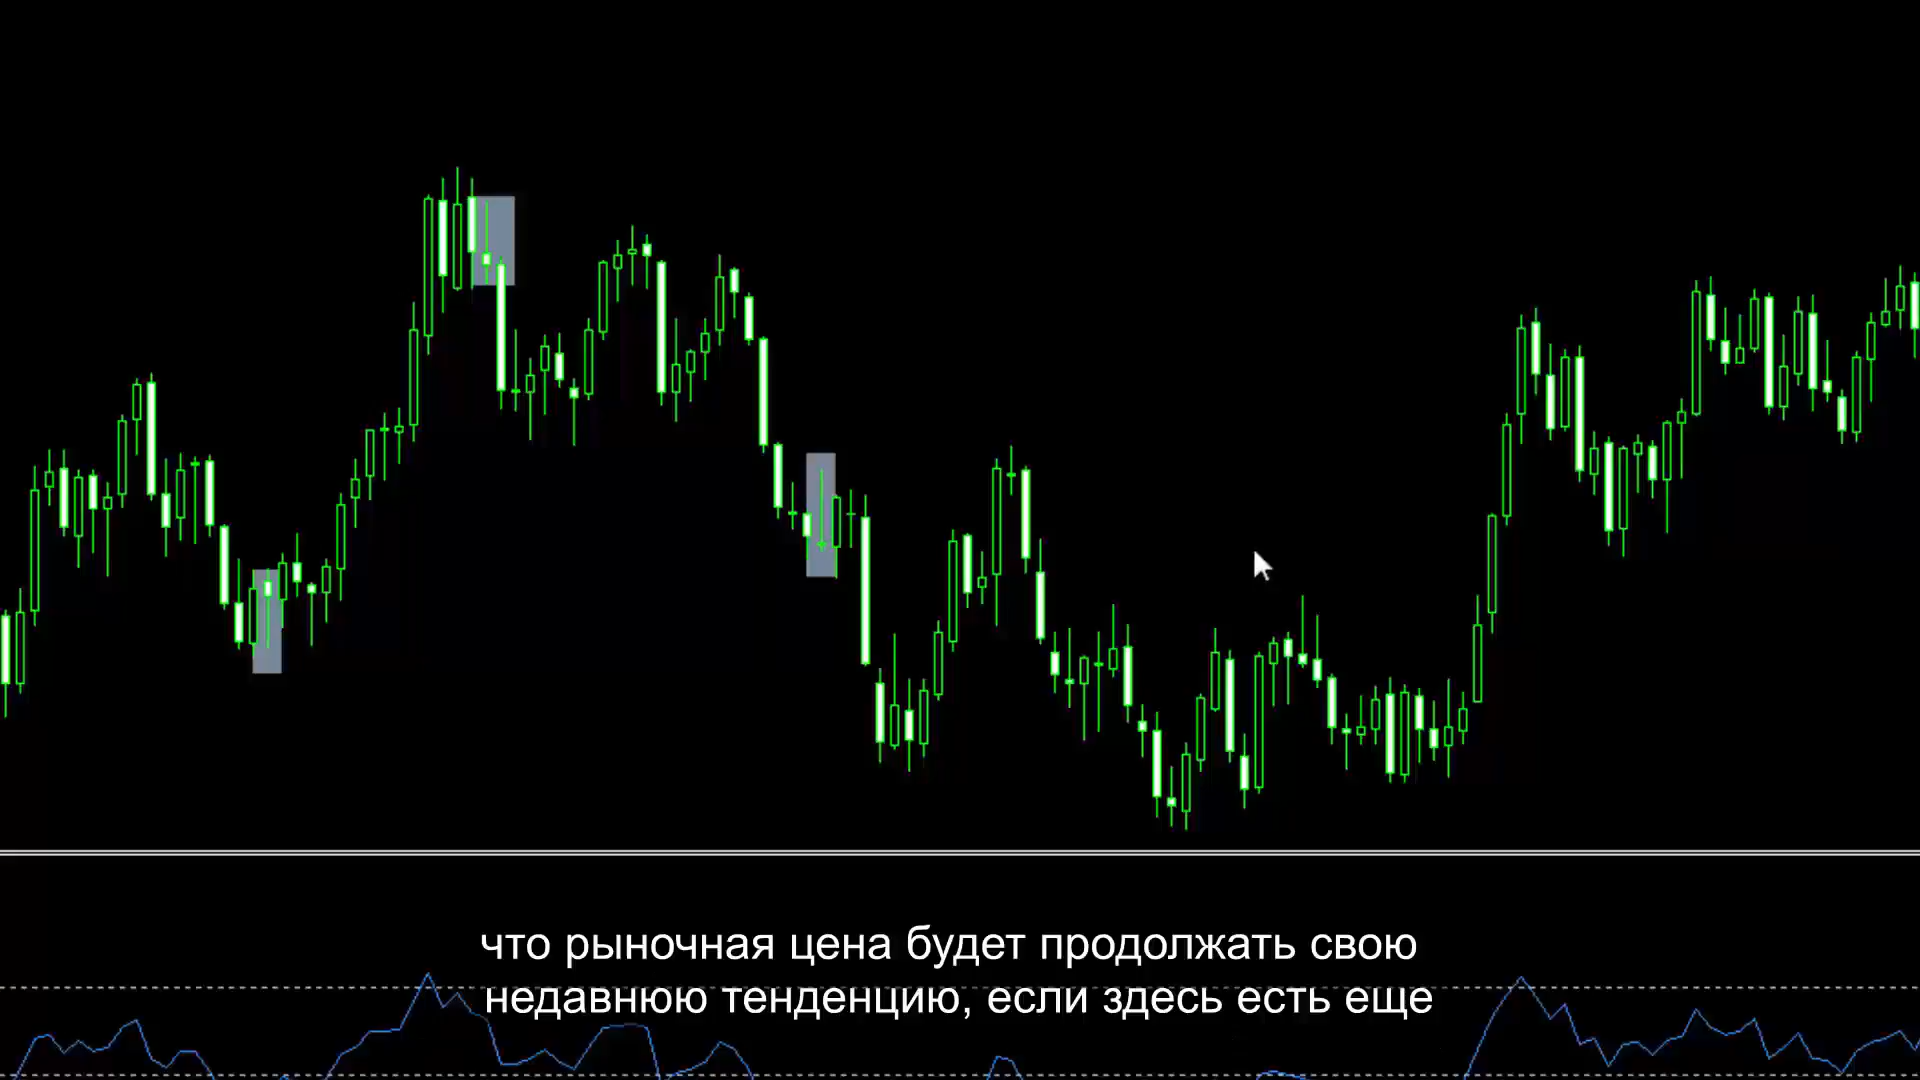 что рыночная цена будет продолжать свою
недавнюю тенденцию, если здесь есть еще